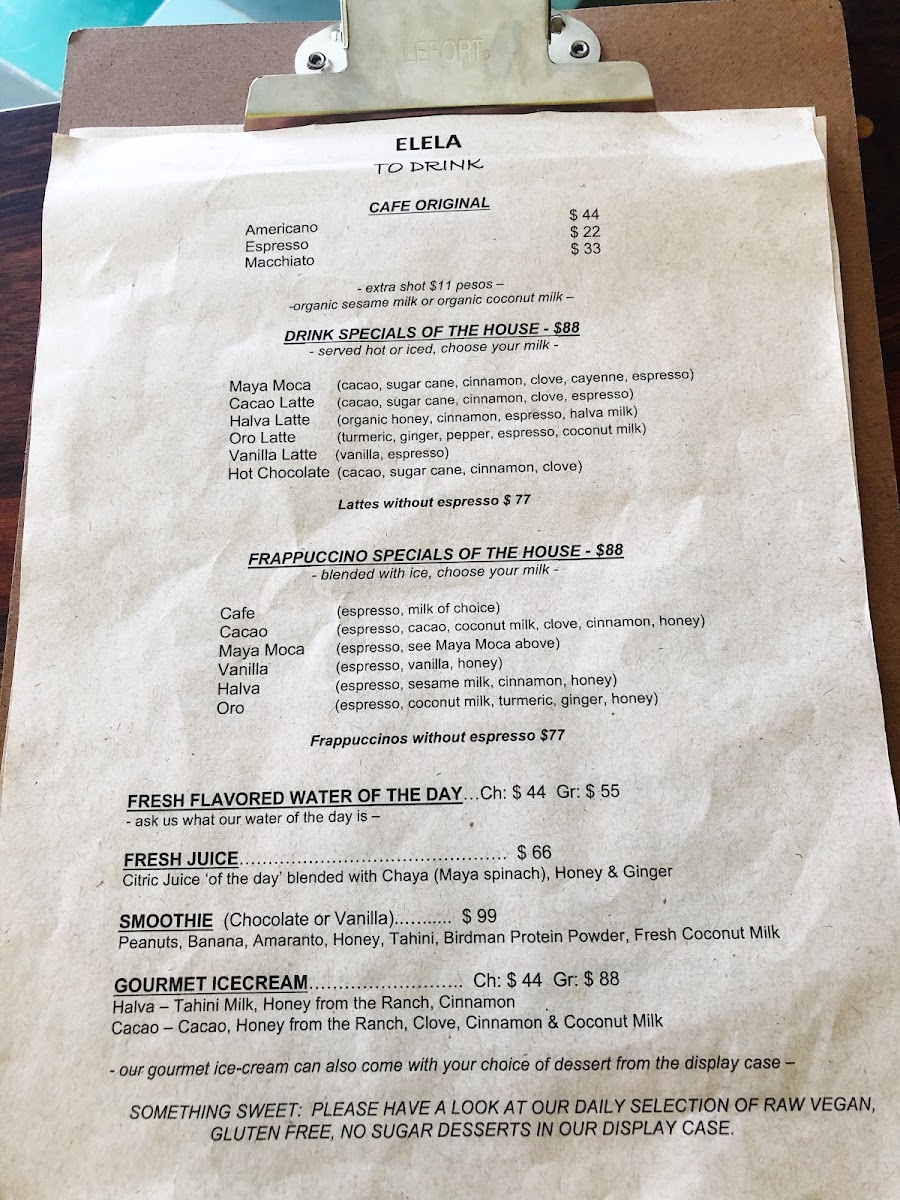 LEFORT
ELELA
TO DRINK
CAFE ORIGINAL
Americano $ 44
Espresso $ 22
Macchiato $ 33
- extra shot $11 pesos –
-organic sesame milk or organic coconut milk –
DRINK SPECIALS OF THE HOUSE - $88
- served hot or iced, choose your milk -
Maya Moca (cacao, sugar cane, cinnamon, clove, cayenne, espresso)
Cacao Latte (cacao, sugar cane, cinnamon, clove, espresso)
Halva Latte (organic honey, cinnamon, espresso, halva milk)
Oro Latte (turmeric, ginger, pepper, espresso, coconut milk)
Vanilla Latte (vanilla, espresso)
Hot Chocolate (cacao, sugar cane, cinnamon, clove)
Lattes without espresso $ 77
FRAPPUCCINO SPECIALS OF THE HOUSE - $88
- blended with ice, choose your milk -
Cafe (espresso, milk of choice)
Cacao (espresso, cacao, coconut milk, clove, cinnamon, honey)
Maya Moca (espresso, see Maya Moca above)
Vanilla (espresso, vanilla, honey)
Halva (espresso, sesame milk, cinnamon, honey)
Oro (espresso, coconut milk, turmeric, ginger, honey)
Frappuccinos without espresso $77
FRESH FLAVORED WATER OF THE DAY...Ch: $ 44 Gr: $ 55
- ask us what our water of the day is –
FRESH JUICE................................................ $ 66
Citric Juice 'of the day' blended with Chaya (Maya spinach), Honey & Ginger
SMOOTHIE (Chocolate or Vanilla)........... $ 99
Peanuts, Banana, Amaranto, Honey, Tahini, Birdman Protein Powder, Fresh Coconut Milk
GOURMET ICECREAM.......................... Ch: $ 44 Gr: $ 88
Halva – Tahini Milk, Honey from the Ranch, Cinnamon
Cacao – Cacao, Honey from the Ranch, Clove, Cinnamon & Coconut Milk
- our gourmet ice-cream can also come with your choice of dessert from the display case –
SOMETHING SWEET: PLEASE HAVE A LOOK AT OUR DAILY SELECTION OF RAW VEGAN,
GLUTEN FREE, NO SUGAR DESSERTS IN OUR DISPLAY CASE.